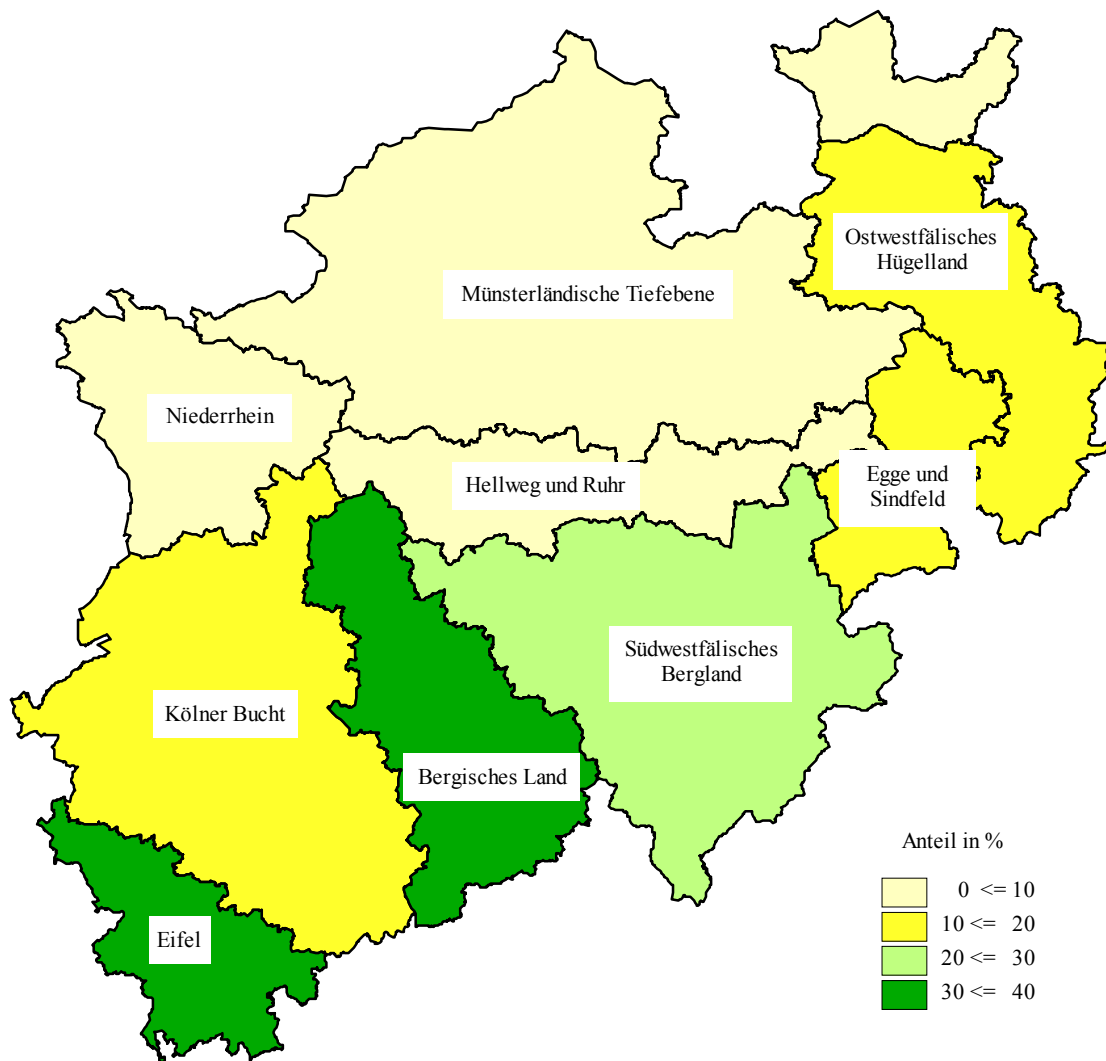 Ostwestfälisches
Hügelland
Münsterländische Tiefebene
Niederrhein
Hellweg und Ruhr
Egge und
Sindfeld
Südwestfälisches
Bergland
Kölner Bucht
Bergisches Land
Eifel
Anteil in %
0 <= 10
10 <= 20
20 <= 30
30 <= 40